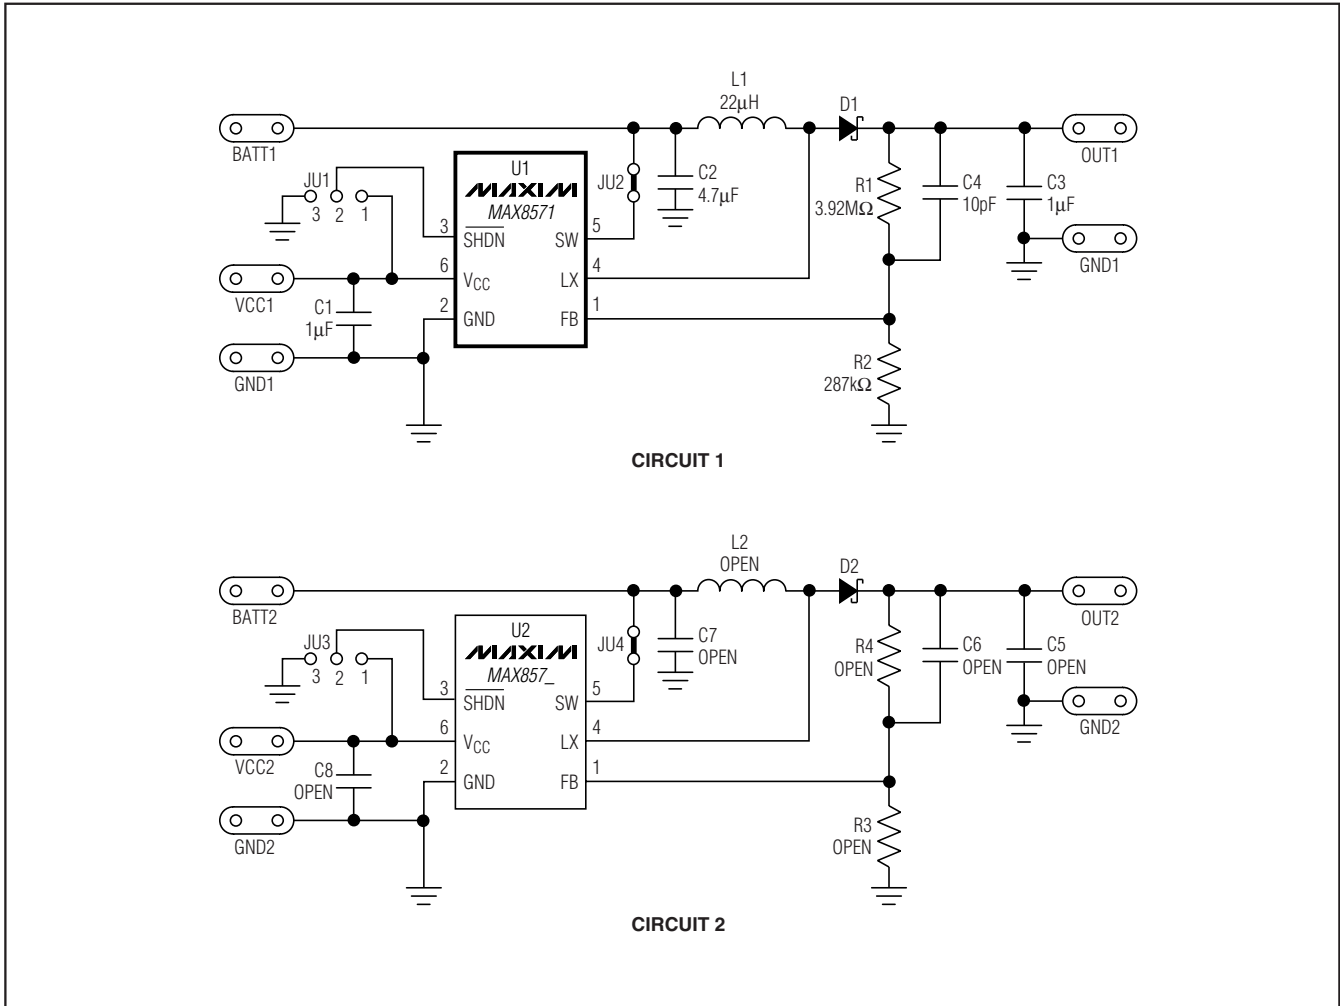 L1
22μH
D1
BATT1
OUT1
JU1
3 2 1
U1
MAXIM
MAX8571
JU2
C2
4.7μF
R1
3.92MΩ
C4
10pF
C3
1μF
3
SHDN
SW
5
GND1
6
VCC
LX
4
VCC1
C1
1μF
2
GND
FB
1
GND1
R2
287kΩ
CIRCUIT 1
L2
OPEN
D2
BATT2
OUT2
JU3
3 2 1
U2
MAXIM
MAX857_
JU4
C7
OPEN
R4
OPEN
C6
OPEN
C5
OPEN
3
SHDN
SW
5
GND2
6
VCC
LX
4
VCC2
C8
OPEN
2
GND
FB
1
GND2
R3
OPEN
CIRCUIT 2